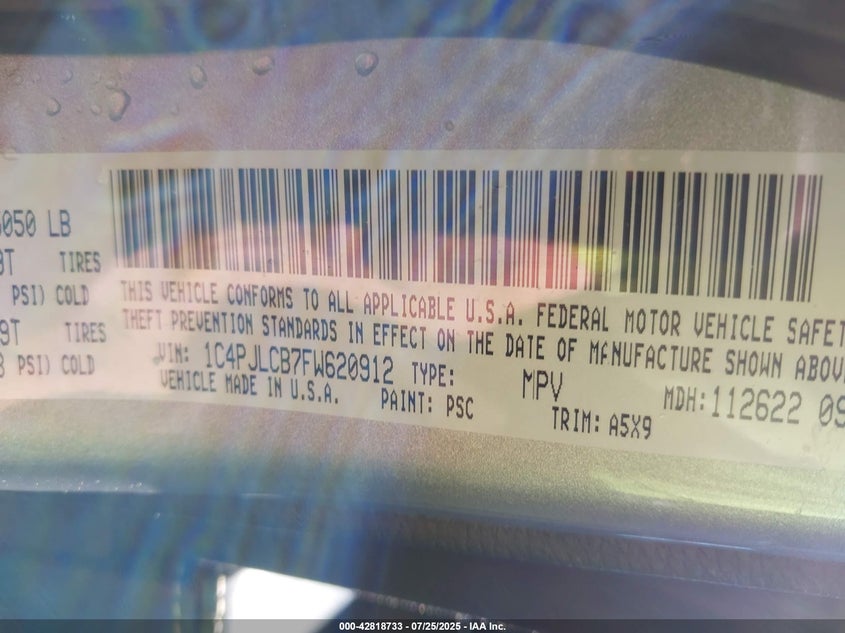 050 LB
TIRES
PSI) COLD
9T TIRES
PSI) COLD
THIS VEHICLE CONFORMS TO ALL APPLICABLE U.S.A. FEDERAL MOTOR VEHICLE SAFET
THEFT PREVENTION STANDARDS IN EFFECT ON THE DATE OF MANUFACTURE SHOWN ABOV
VIN: 1C4PJLCB7FW620912 TYPE: MPV MDH: 112622 09
VEHICLE MADE IN U.S.A. PAINT: PSC TRIM: A5X9
000-42818733 - 07/25/2025 - IAA Inc.